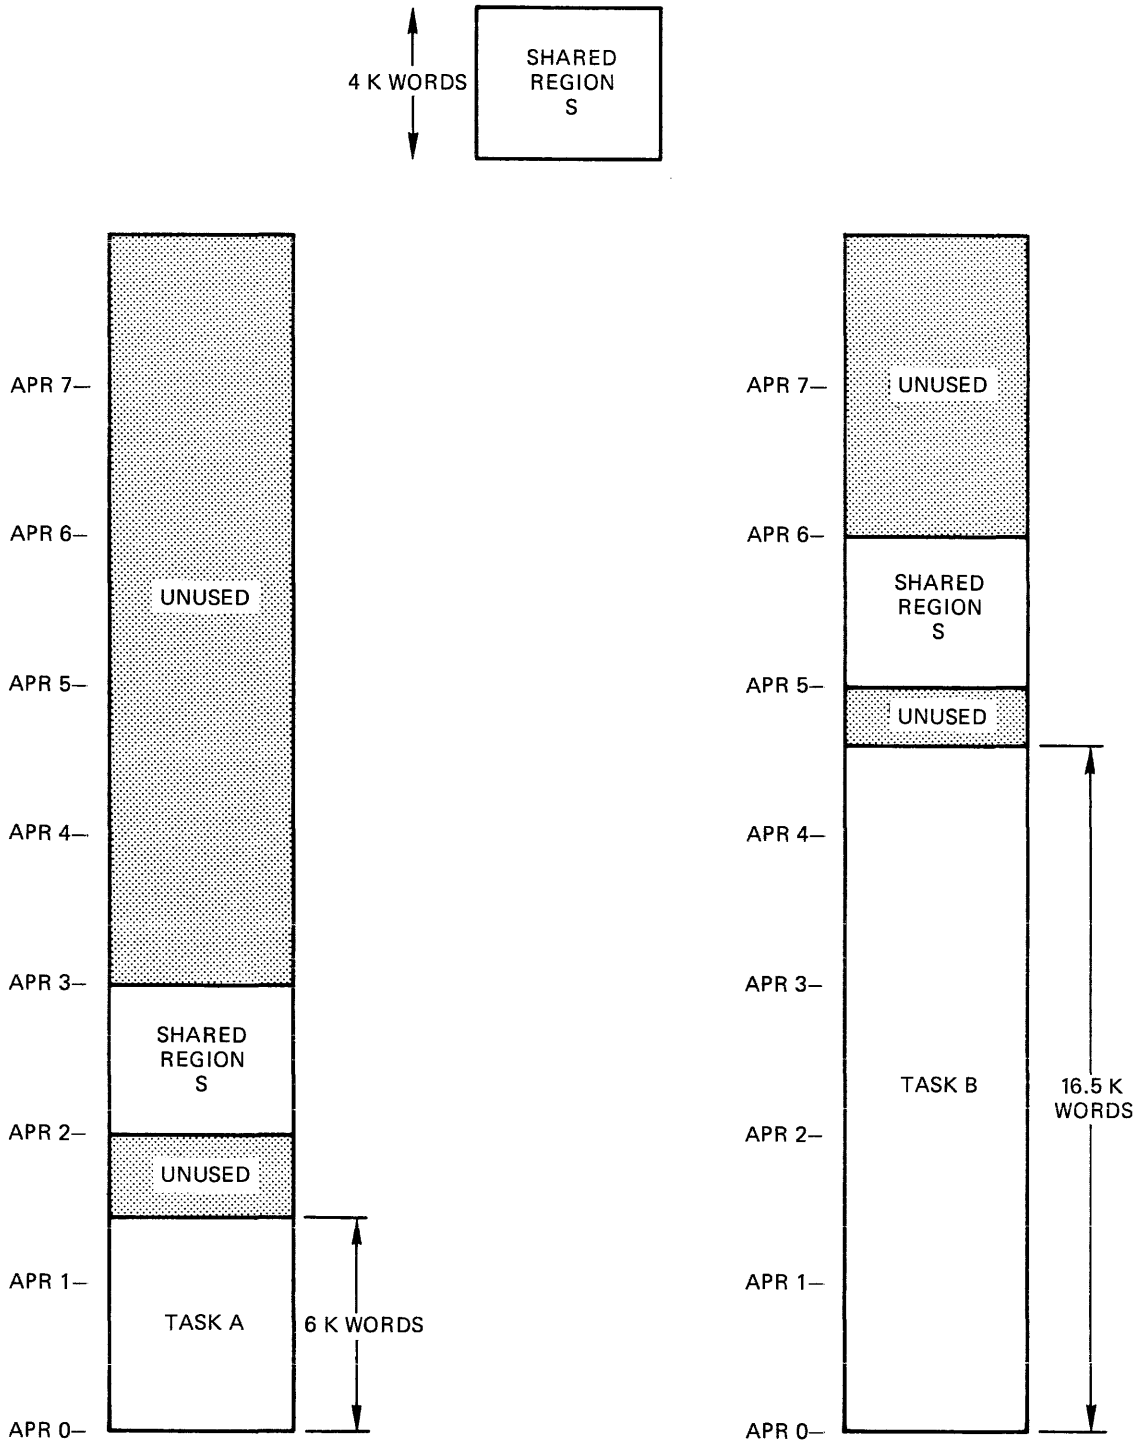 SHARED
REGION
S
4 K WORDS
APR 7—
UNUSED
APR 6—
APR 5—
APR 4—
APR 3—
SHARED
REGION
S
APR 2—
UNUSED
APR 1—
TASK A
6 K WORDS
APR 0—
APR 7—
UNUSED
APR 6—
SHARED
REGION
S
APR 5—
UNUSED
APR 4—
APR 3—
TASK B
16.5 K
WORDS
APR 2—
APR 1—
APR 0—